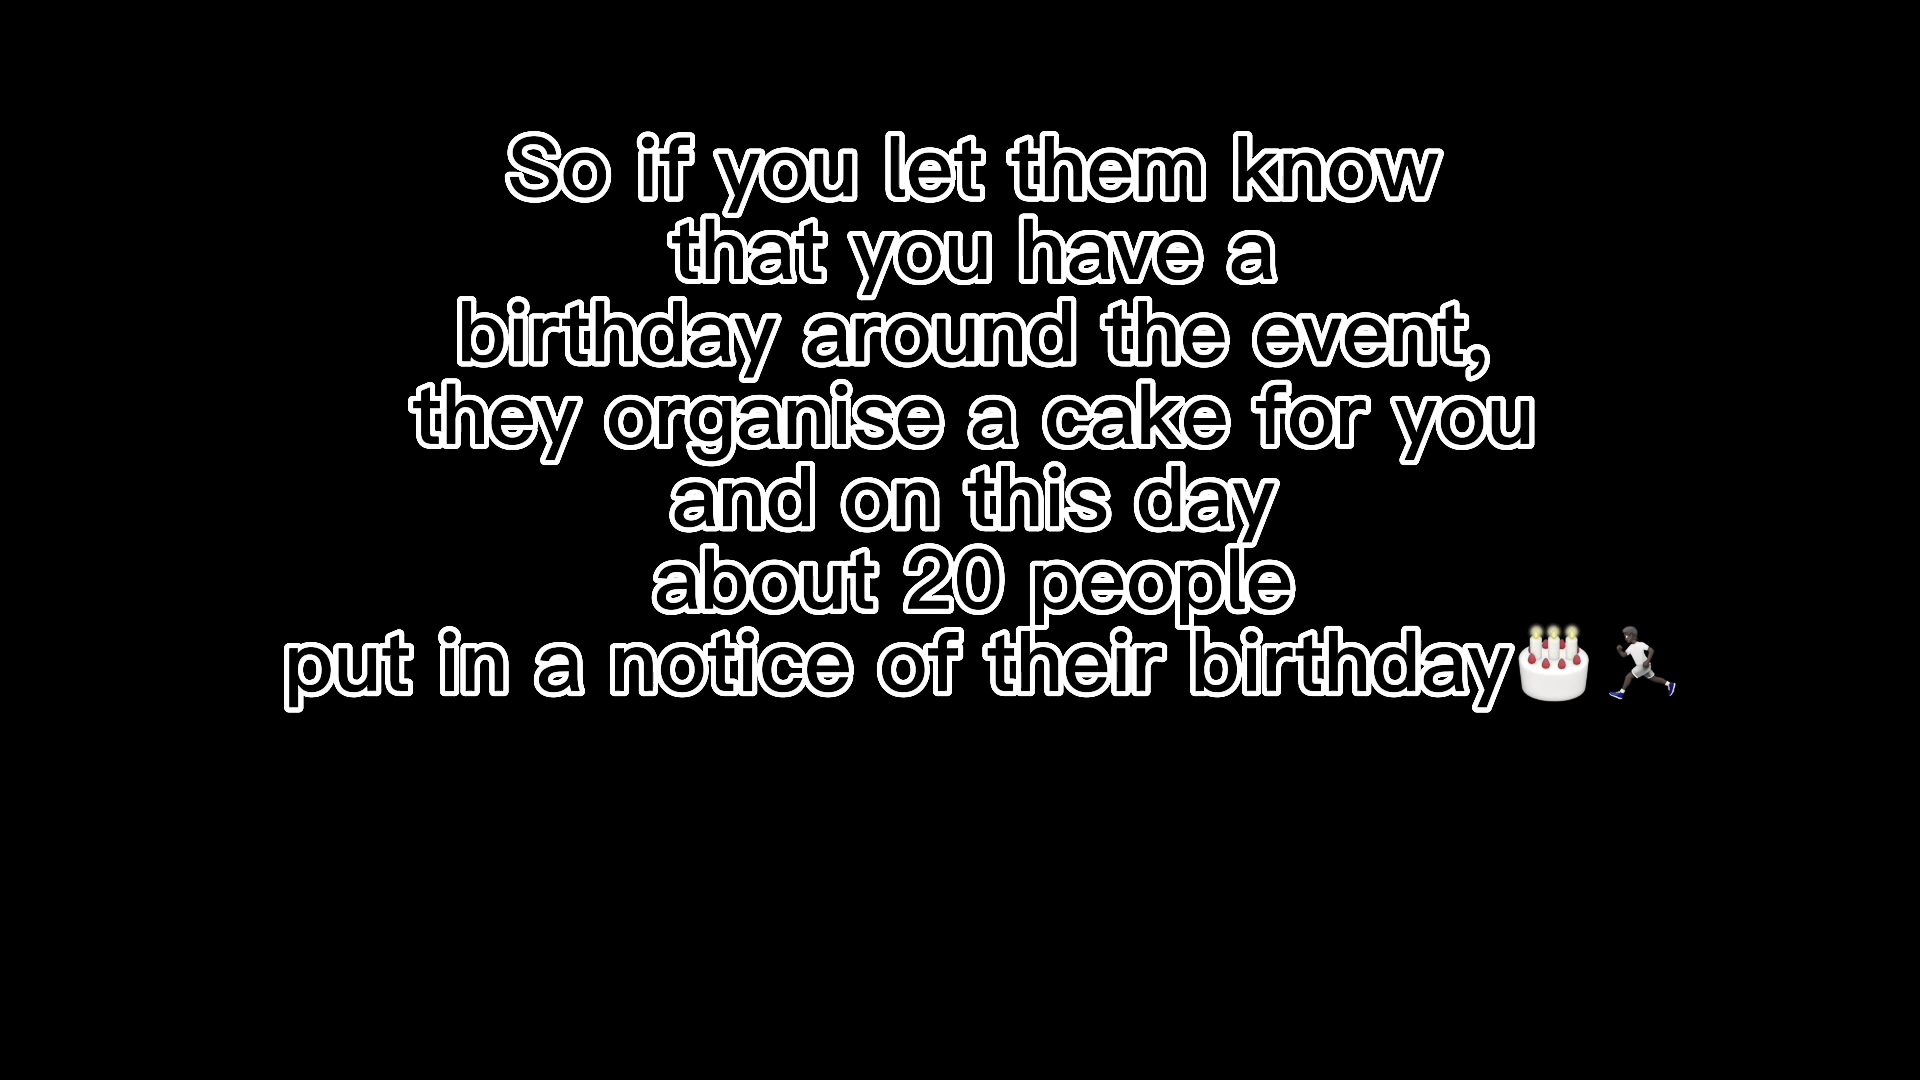 So if you let them know
that you have a
birthday around the event,
they organise a cake for you
and on this day
about 20 people
put in a notice of their birthday🎂🏃🏿